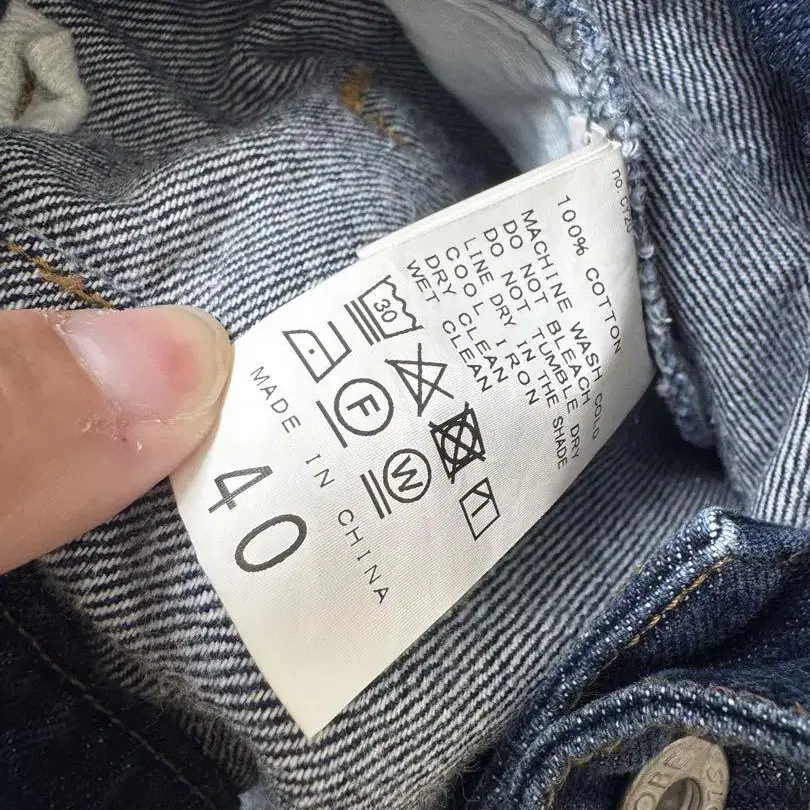 100% COTTON
MACHINE WASH COLD
DO NOT BLEACH
DO NOT TUMBLE DRY
LINE DRY IN THE SHADE
COOL IRON
DRY CLEAN
WET CLEAN
30
F
W
MADE IN CHINA
40